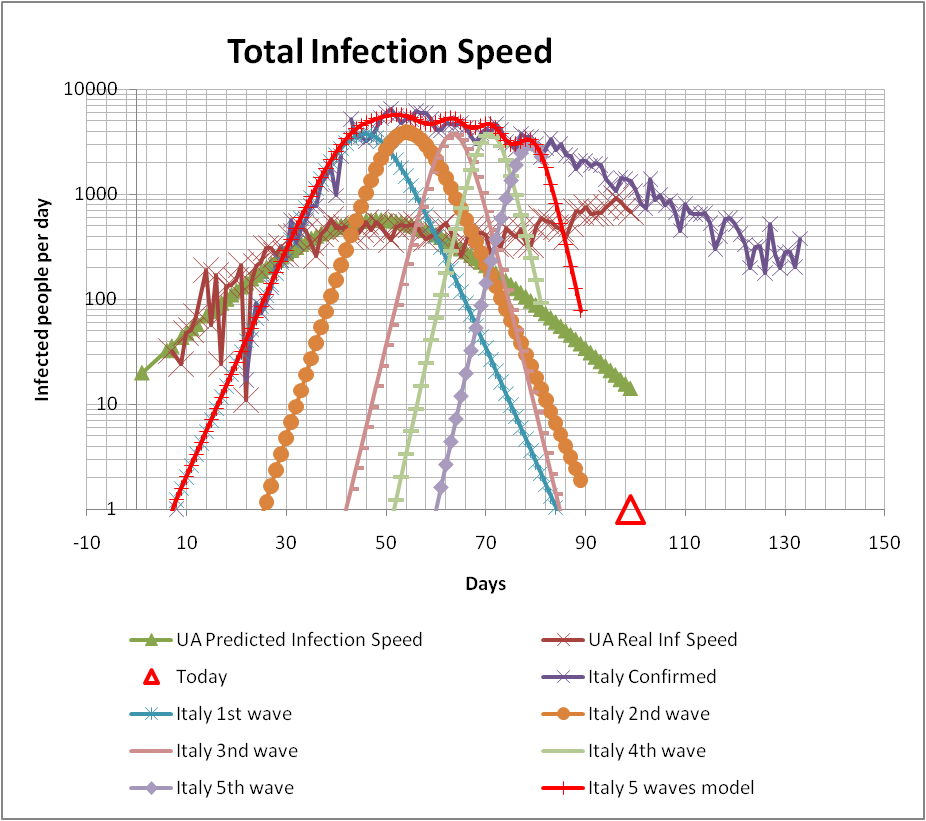 Total Infection Speed
10000
1000
100
10
1
Infected people per day
-10 10 30 50 70 90 110 130 150
Days
UA Predicted Infection Speed UA Real Inf Speed
Today Italy Confirmed
Italy 1st wave Italy 2nd wave
Italy 3nd wave Italy 4th wave
Italy 5th wave Italy 5 waves model